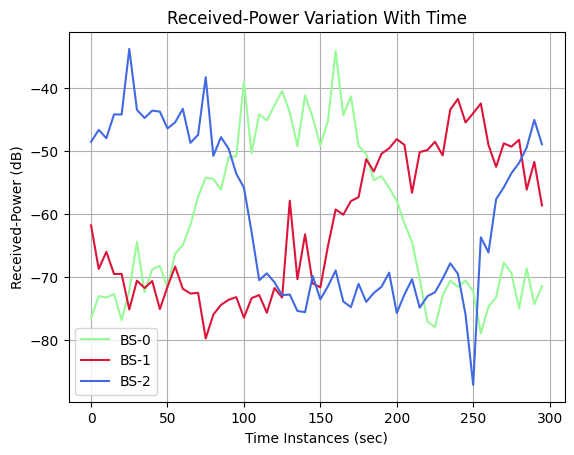 Received-Power Variation With Time
Received-Power (dB)
−40
−50
−60
−70
−80
BS-0
BS-1
BS-2
0
50
100
150
200
250
300
Time Instances (sec)